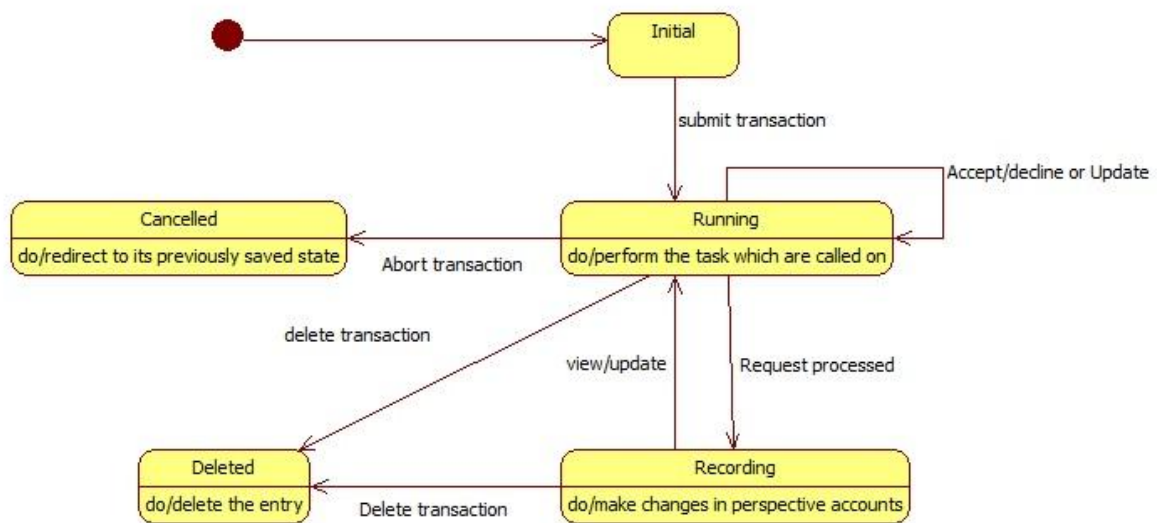 Initial
submit transaction
Accept/decline or Update
Cancelled
do/redirect to its previously saved state
Running
do/perform the task which are called on
Abort transaction
delete transaction
view/update
Request processed
Deleted
do/delete the entry
Recording
do/make changes in perspective accounts
Delete transaction